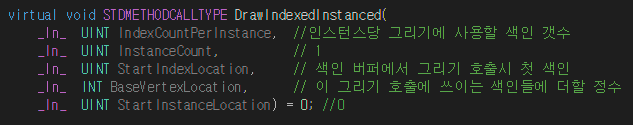 virtual void STDMETHODCALLTYPE DrawIndexedInstanced(
_In_ UINT IndexCountPerInstance, //인스턴스당 그리기에 사용할 색인 갯수
_In_ UINT InstanceCount, // 1
_In_ UINT StartIndexLocation, // 색인 버퍼에서 그리기 호출시 첫 색인
_In_ INT BaseVertexLocation, // 이 그리기 호출에 쓰이는 색인들에 더할 정수
_In_ UINT StartInstanceLocation) = 0; //0